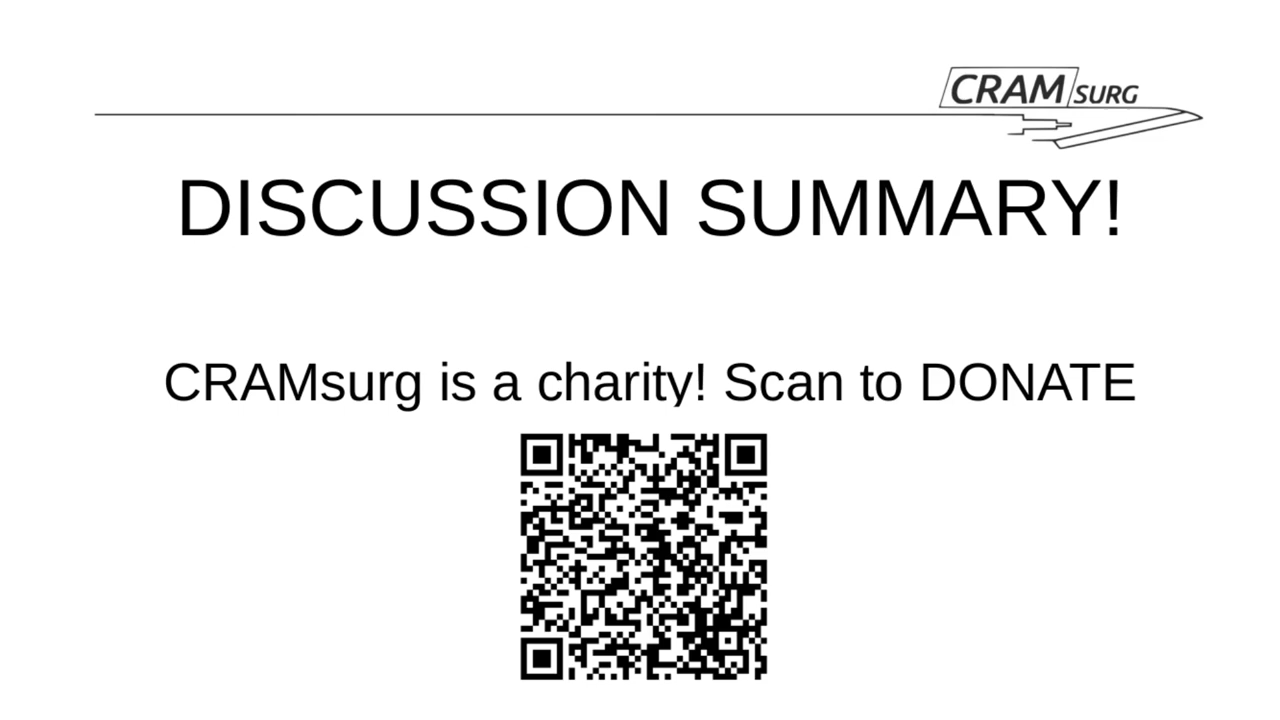 CRAM SURG
DISCUSSION SUMMARY!
CRAMsurg is a charity! Scan to DONATE